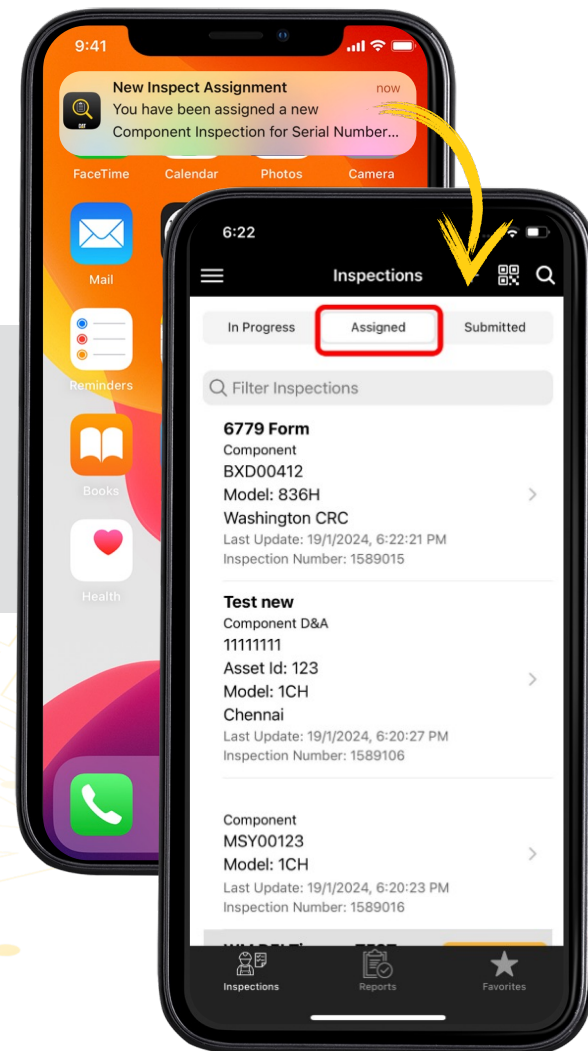 9:41
New Inspect Assignment
now
You have been assigned a new
Component Inspection for Serial Number...
CAT
FaceTime
Calendar
Photos
Camera
Mail
Reminders
Books
Health
6:22
Inspections
In Progress
Assigned
Submitted
Filter Inspections
6779 Form
Component
BXD00412
Model: 836H
Washington CRC
Last Update: 19/1/2024, 6:22:21 PM
Inspection Number: 1589015
Test new
Component D&A
11111111
Asset Id: 123
Model: 1CH
Chennai
Last Update: 19/1/2024, 6:20:27 PM
Inspection Number: 1589106
Component
MSY00123
Model: 1CH
Last Update: 19/1/2024, 6:20:23 PM
Inspection Number: 1589016
Inspections
Reports
Favorites